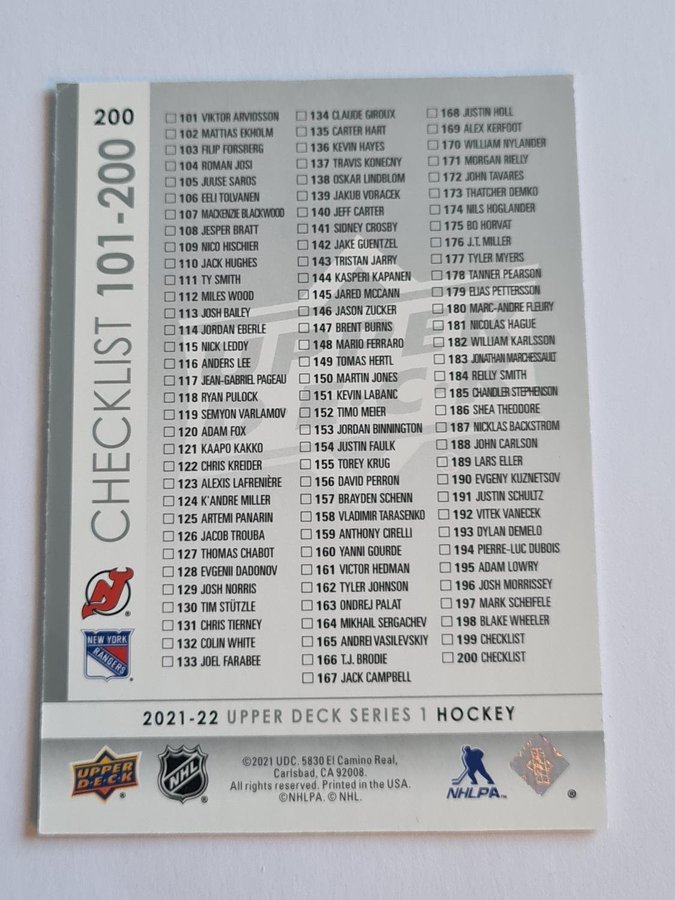 200
CHECKLIST 101-200
101 VIKTOR ARVIDSSON
102 MATTIAS EKHOLM
103 FILIP FORSBERG
104 ROMAN JOSI
105 JUUSE SAROS
106 EELI TOLVANEN
107 MACKENZIE BLACKWOOD
108 JESPER BRATT
109 NICO HISCHIER
110 JACK HUGHES
111 TY SMITH
112 MILES WOOD
113 JOSH BAILEY
114 JORDAN EBERLE
115 NICK LEDDY
116 ANDERS LEE
117 JEAN-GABRIEL PAGEAU
118 RYAN PULOCK
119 SEMYON VARLAMOV
120 ADAM FOX
121 KAAPO KAKKO
122 CHRIS KREIDER
123 ALEXIS LAFRENIÈRE
124 K'ANDRE MILLER
125 ARTEMI PANARIN
126 JACOB TROUBA
127 THOMAS CHABOT
128 EVGENII DADONOV
129 JOSH NORRIS
130 TIM STÜTZLE
131 CHRIS TIERNEY
132 COLIN WHITE
133 JOEL FARABEE
134 CLAUDE GIROUX
135 CARTER HART
136 KEVIN HAYES
137 TRAVIS KONECNY
138 OSKAR LINDBLOM
139 JAKUB VORACEK
140 JEFF CARTER
141 SIDNEY CROSBY
142 JAKE GUENTZEL
143 TRISTAN JARRY
144 KASPERI KAPANEN
145 JARED MCCANN
146 JASON ZUCKER
147 BRENT BURNS
148 MARIO FERRARO
149 TOMAS HERTL
150 MARTIN JONES
151 KEVIN LABANC
152 TIMO MEIER
153 JORDAN BINNINGTON
154 JUSTIN FAULK
155 TOREY KRUG
156 DAVID PERRON
157 BRAYDEN SCHENN
158 VLADIMIR TARASENKO
159 ANTHONY CIRELLI
160 YANNI GOURDE
161 VICTOR HEDMAN
162 TYLER JOHNSON
163 ONDREJ PALAT
164 MIKHAIL SERGACHEV
165 ANDREI VASILEVSKIY
166 T.J. BRODIE
167 JACK CAMPBELL
168 JUSTIN HOLL
169 ALEX KERFOOT
170 WILLIAM NYLANDER
171 MORGAN RIELLY
172 JOHN TAVARES
173 THATCHER DEMKO
174 NILS HOGLANDER
175 BO HORVAT
176 J.T. MILLER
177 TYLER MYERS
178 TANNER PEARSON
179 ELIAS PETTERSSON
180 MARC-ANDRE FLEURY
181 NICOLAS HAGUE
182 WILLIAM KARLSSON
183 JONATHAN MARCHESSAULT
184 REILLY SMITH
185 CHANDLER STEPHENSON
186 SHEA THEODORE
187 NICKLAS BACKSTROM
188 JOHN CARLSON
189 LARS ELLER
190 EVGENY KUZNETSOV
191 JUSTIN SCHULTZ
192 VITEK VANECEK
193 DYLAN DEMELO
194 PIERRE-LUC DUBOIS
195 ADAM LOWRY
196 JOSH MORRISSEY
197 MARK SCHEIFELE
198 BLAKE WHEELER
199 CHECKLIST
200 CHECKLIST
NEW YORK
RANGERS
2021-22 UPPER DECK SERIES 1 HOCKEY
UPPER
DECK
NHL
©2021 UDC. 5830 El Camino Real,
Carlsbad, CA 92008.
All rights reserved. Printed in the USA.
©NHLPA. © NHL.
NHLPA